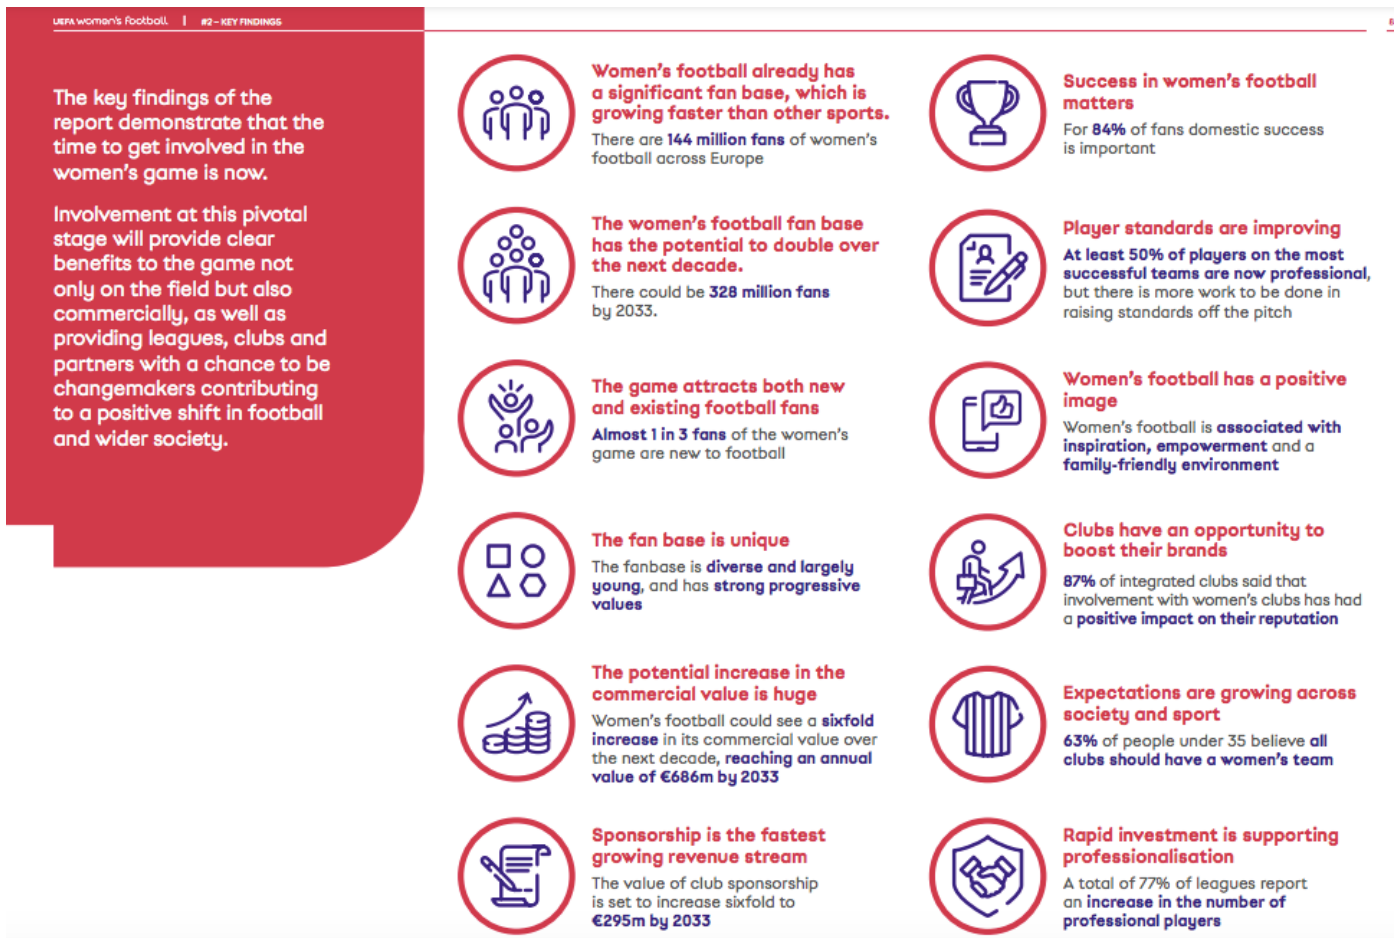 UEFA women's football | #2 – KEY FINDINGS
The key findings of the
report demonstrate that the
time to get involved in the
women's game is now.
Involvement at this pivotal
stage will provide clear
benefits to the game not
only on the field but also
commercially, as well as
providing leagues, clubs and
partners with a chance to be
changemakers contributing
to a positive shift in football
and wider society.
Women's football already has
a significant fan base, which is
growing faster than other sports.
There are 144 million fans of women's
football across Europe
The women's football fan base
has the potential to double over
the next decade.
There could be 328 million fans
by 2033.
The game attracts both new
and existing football fans
Almost 1 in 3 fans of the women's
game are new to football
The fan base is unique
The fanbase is diverse and largely
young, and has strong progressive
values
The potential increase in the
commercial value is huge
Women's football could see a sixfold
increase in its commercial value over
the next decade, reaching an annual
value of €686m by 2033
Sponsorship is the fastest
growing revenue stream
The value of club sponsorship
is set to increase sixfold to
€295m by 2033
Success in women's football
matters
For 84% of fans domestic success
is important
Player standards are improving
At least 50% of players on the most
successful teams are now professional,
but there is more work to be done in
raising standards off the pitch
Women's football has a positive
image
Women's football is associated with
inspiration, empowerment and a
family-friendly environment
Clubs have an opportunity to
boost their brands
87% of integrated clubs said that
involvement with women's clubs has had
a positive impact on their reputation
Expectations are growing across
society and sport
63% of people under 35 believe all
clubs should have a women's team
Rapid investment is supporting
professionalisation
A total of 77% of leagues report
an increase in the number of
professional players